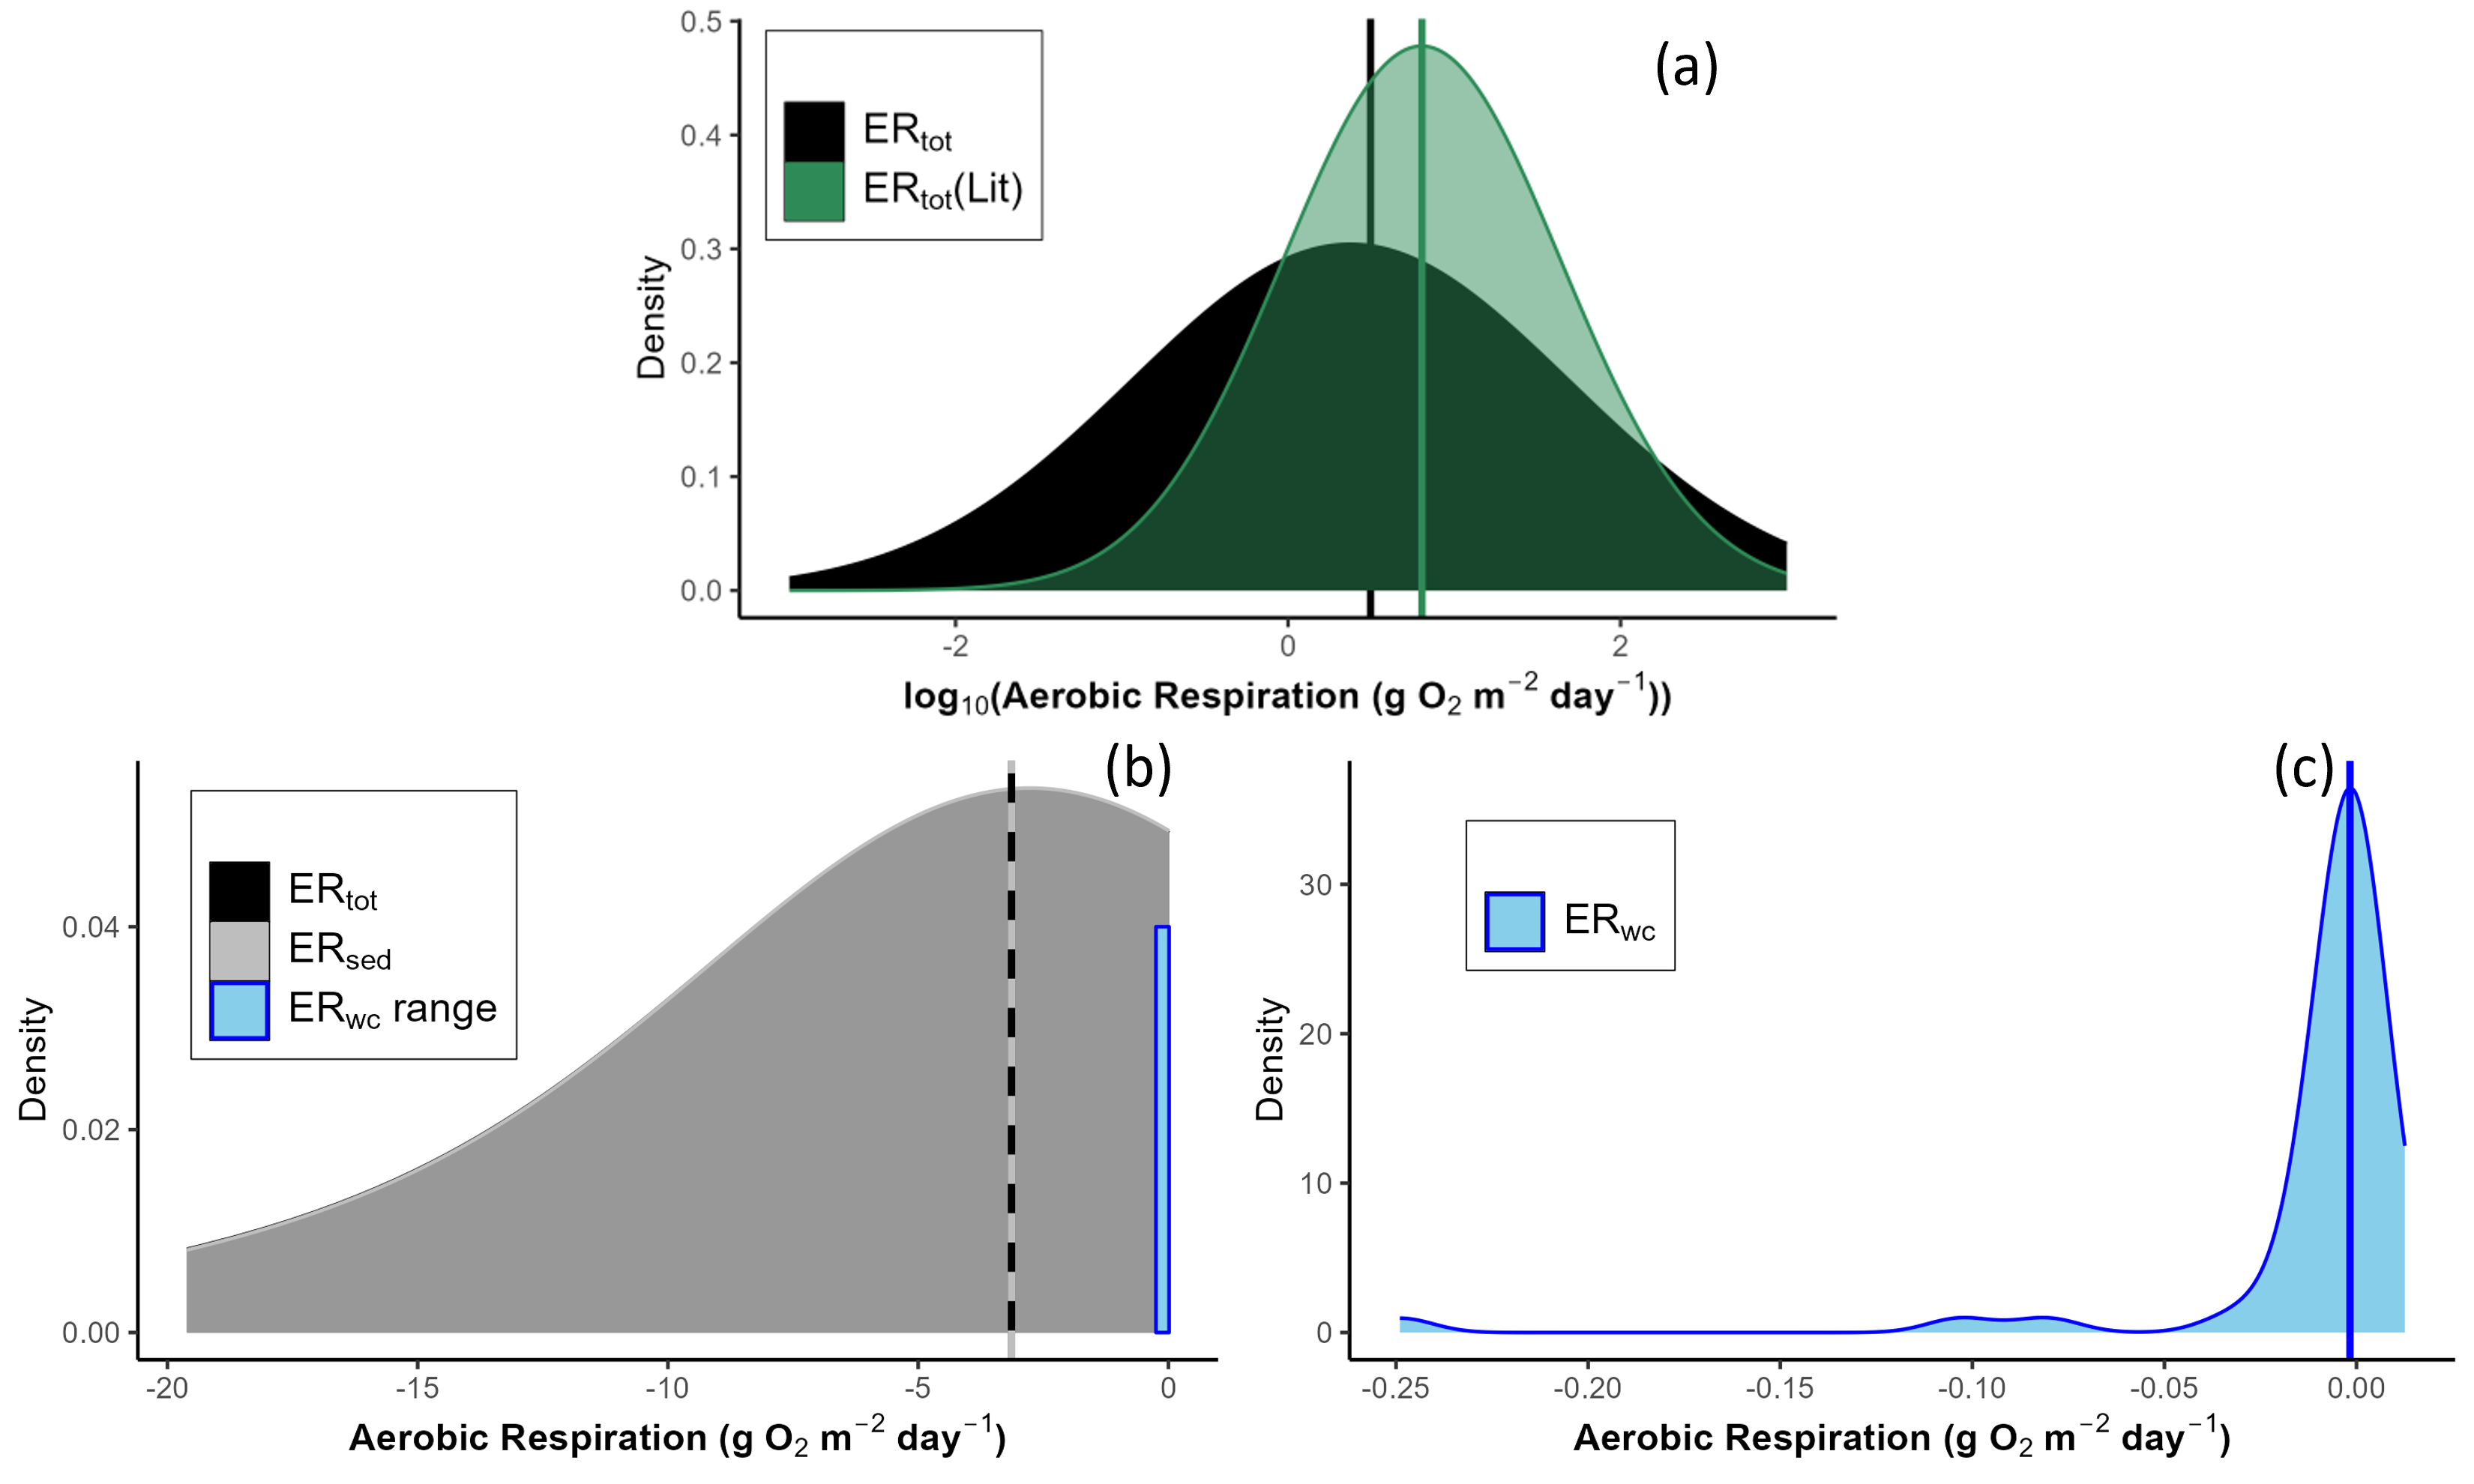 (a)
0.5
0.4
0.3
0.2
0.1
0.0
Density
ERtot
ERtot(Lit)
-2
0
2
log10(Aerobic Respiration (g O2 m−2 day−1))
(b)
Density
0.04
0.02
0.00
ERtot
ERsed
ERwc range
-20
-15
-10
-5
0
Aerobic Respiration (g O2 m−2 day−1)
(c)
Density
30
20
10
0
ERwc
-0.25
-0.20
-0.15
-0.10
-0.05
0.00
Aerobic Respiration (g O2 m−2 day−1)